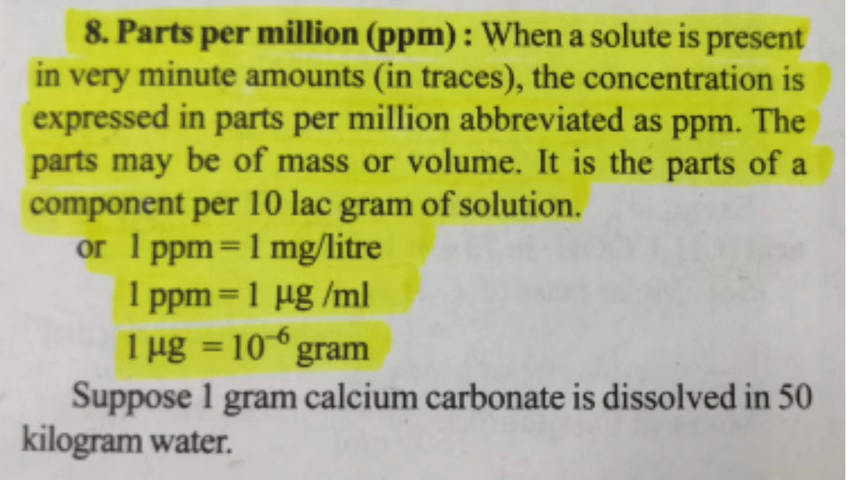 8. Parts per million (ppm) : When a solute is present
in very minute amounts (in traces), the concentration is
expressed in parts per million abbreviated as ppm. The
parts may be of mass or volume. It is the parts of a
component per 10 lac gram of solution.
or 1 ppm = 1 mg/litre
1 ppm = 1 μg /ml
1 μg = 10⁻⁶ gram
Suppose 1 gram calcium carbonate is dissolved in 50
kilogram water.